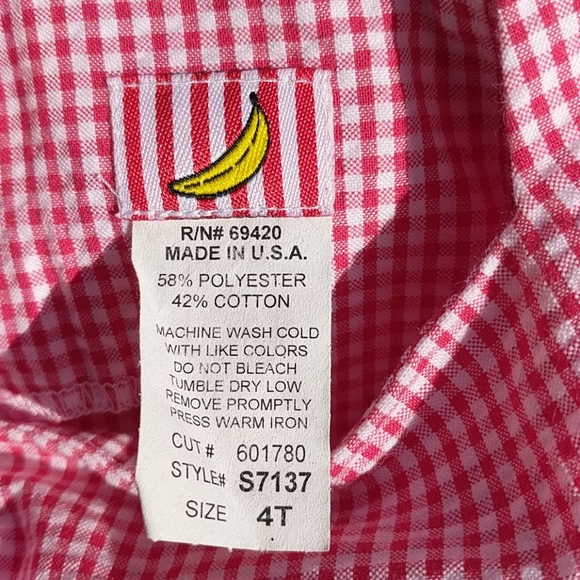 R/N# 69420
MADE IN U.S.A.
58% POLYESTER
42% COTTON
MACHINE WASH COLD
WITH LIKE COLORS
DO NOT BLEACH
TUMBLE DRY LOW
REMOVE PROMPTLY
PRESS WARM IRON
CUT# 601780
STYLE# S7137
SIZE 4T